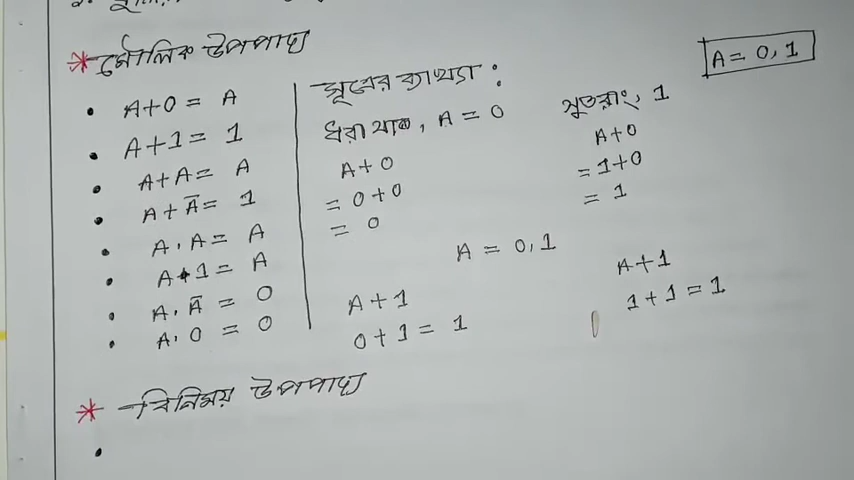 * মৌলিক উপপাদ্য
• A+0 = A
• A+1 = 1
• A+A = A
• A+Ā = 1
• A.A = A
• A.1 = A
• A.Ā = 0
• A.0 = 0
সূত্রের ব্যাখ্যা :
ধরা যাক, A = 0
A+0
= 0+0
= 0
A = 0,1
A+1
0+1 = 1
A = 0,1
সুতরাং, 1
A+0
= 1+0
= 1
A+1
1+1 = 1
* বিনিময় উপপাদ্য
•